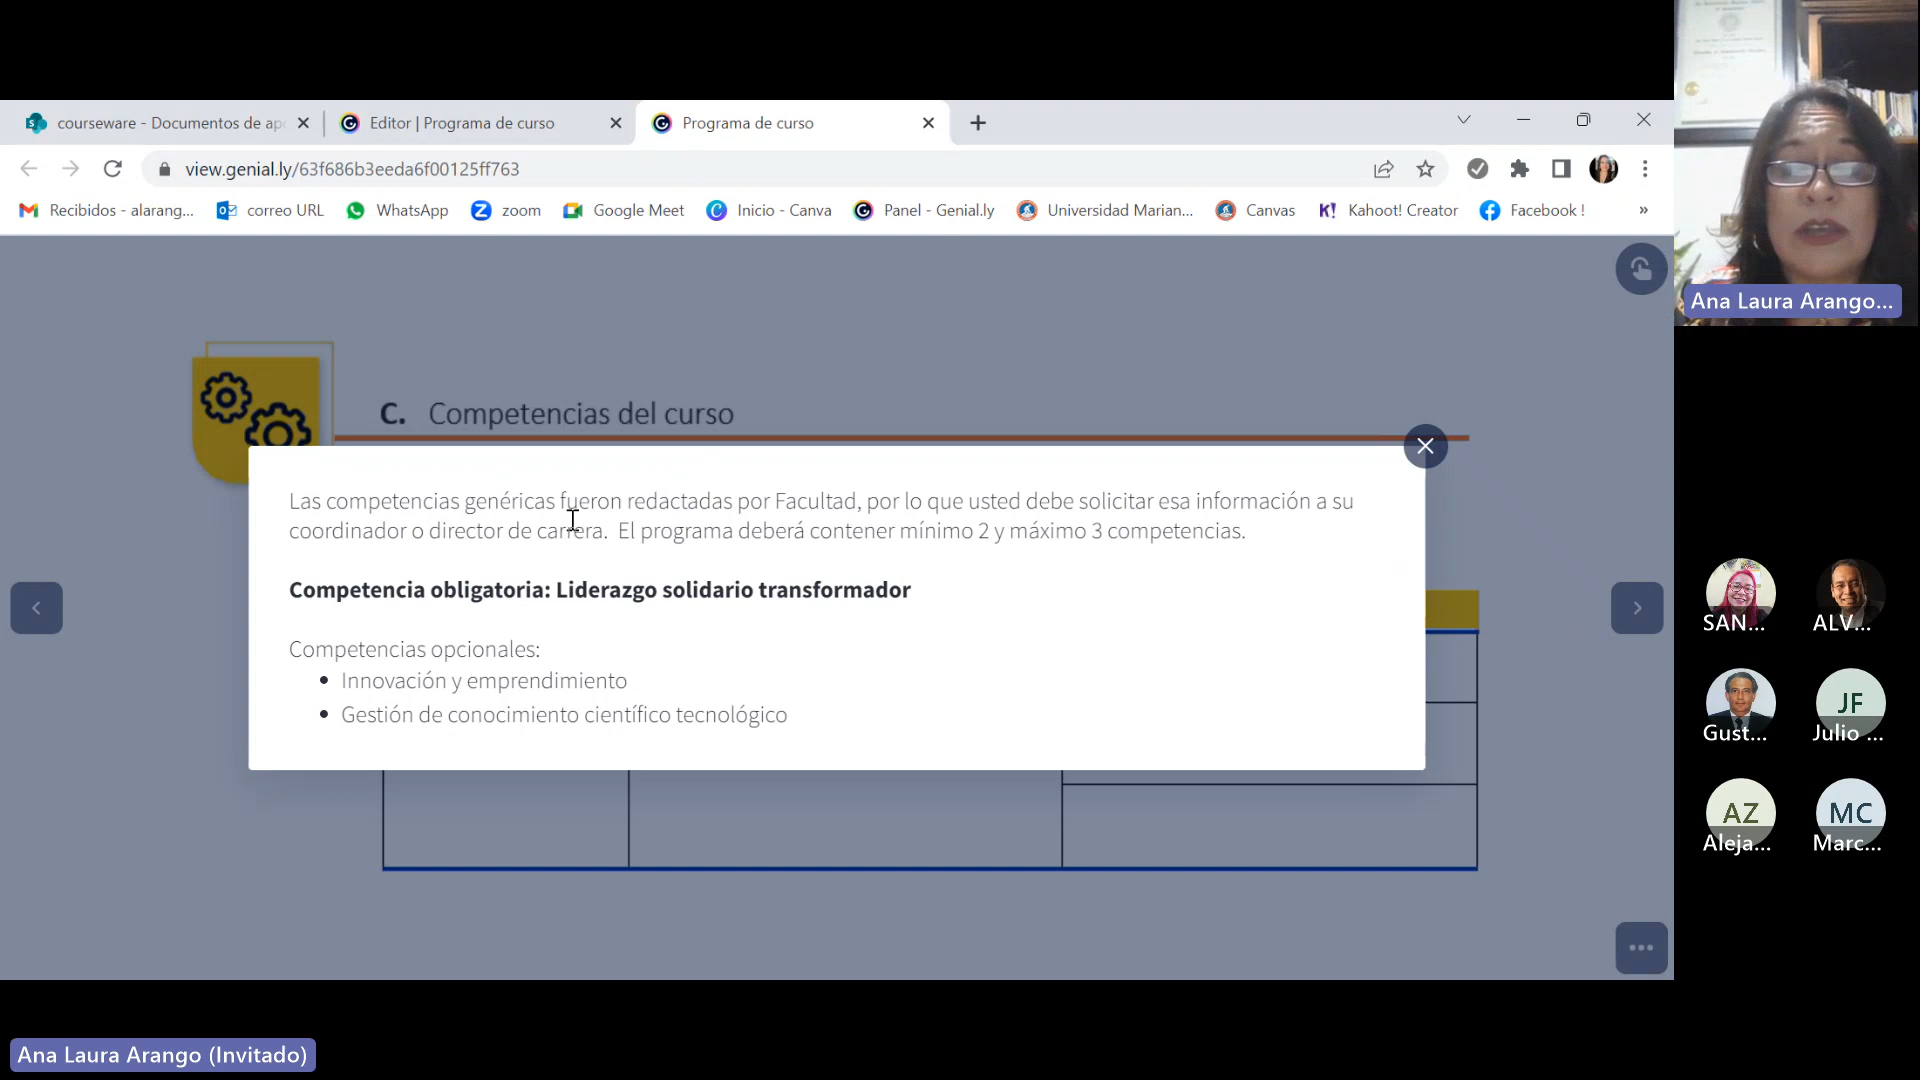 courseware - Documentos de ap
Editor | Programa de curso
Programa de curso
view.genial.ly/63f686b3eeda6f00125ff763
Recibidos - alarang...
correo URL
WhatsApp
zoom
Google Meet
Inicio - Canva
Panel - Genial.ly
Universidad Marian...
Canvas
Kahoot! Creator
Facebook !
»
Ana Laura Arango...
C. Competencias del curso
Las competencias genéricas fueron redactadas por Facultad, por lo que usted debe solicitar esa información a su
coordinador o director de carrera. El programa deberá contener mínimo 2 y máximo 3 competencias.
Competencia obligatoria: Liderazgo solidario transformador
Competencias opcionales:
• Innovación y emprendimiento
• Gestión de conocimiento científico tecnológico
SAN...
ALV...
Gust...
JF
Julio ...
AZ
Aleja...
MC
Marc...
Ana Laura Arango (Invitado)